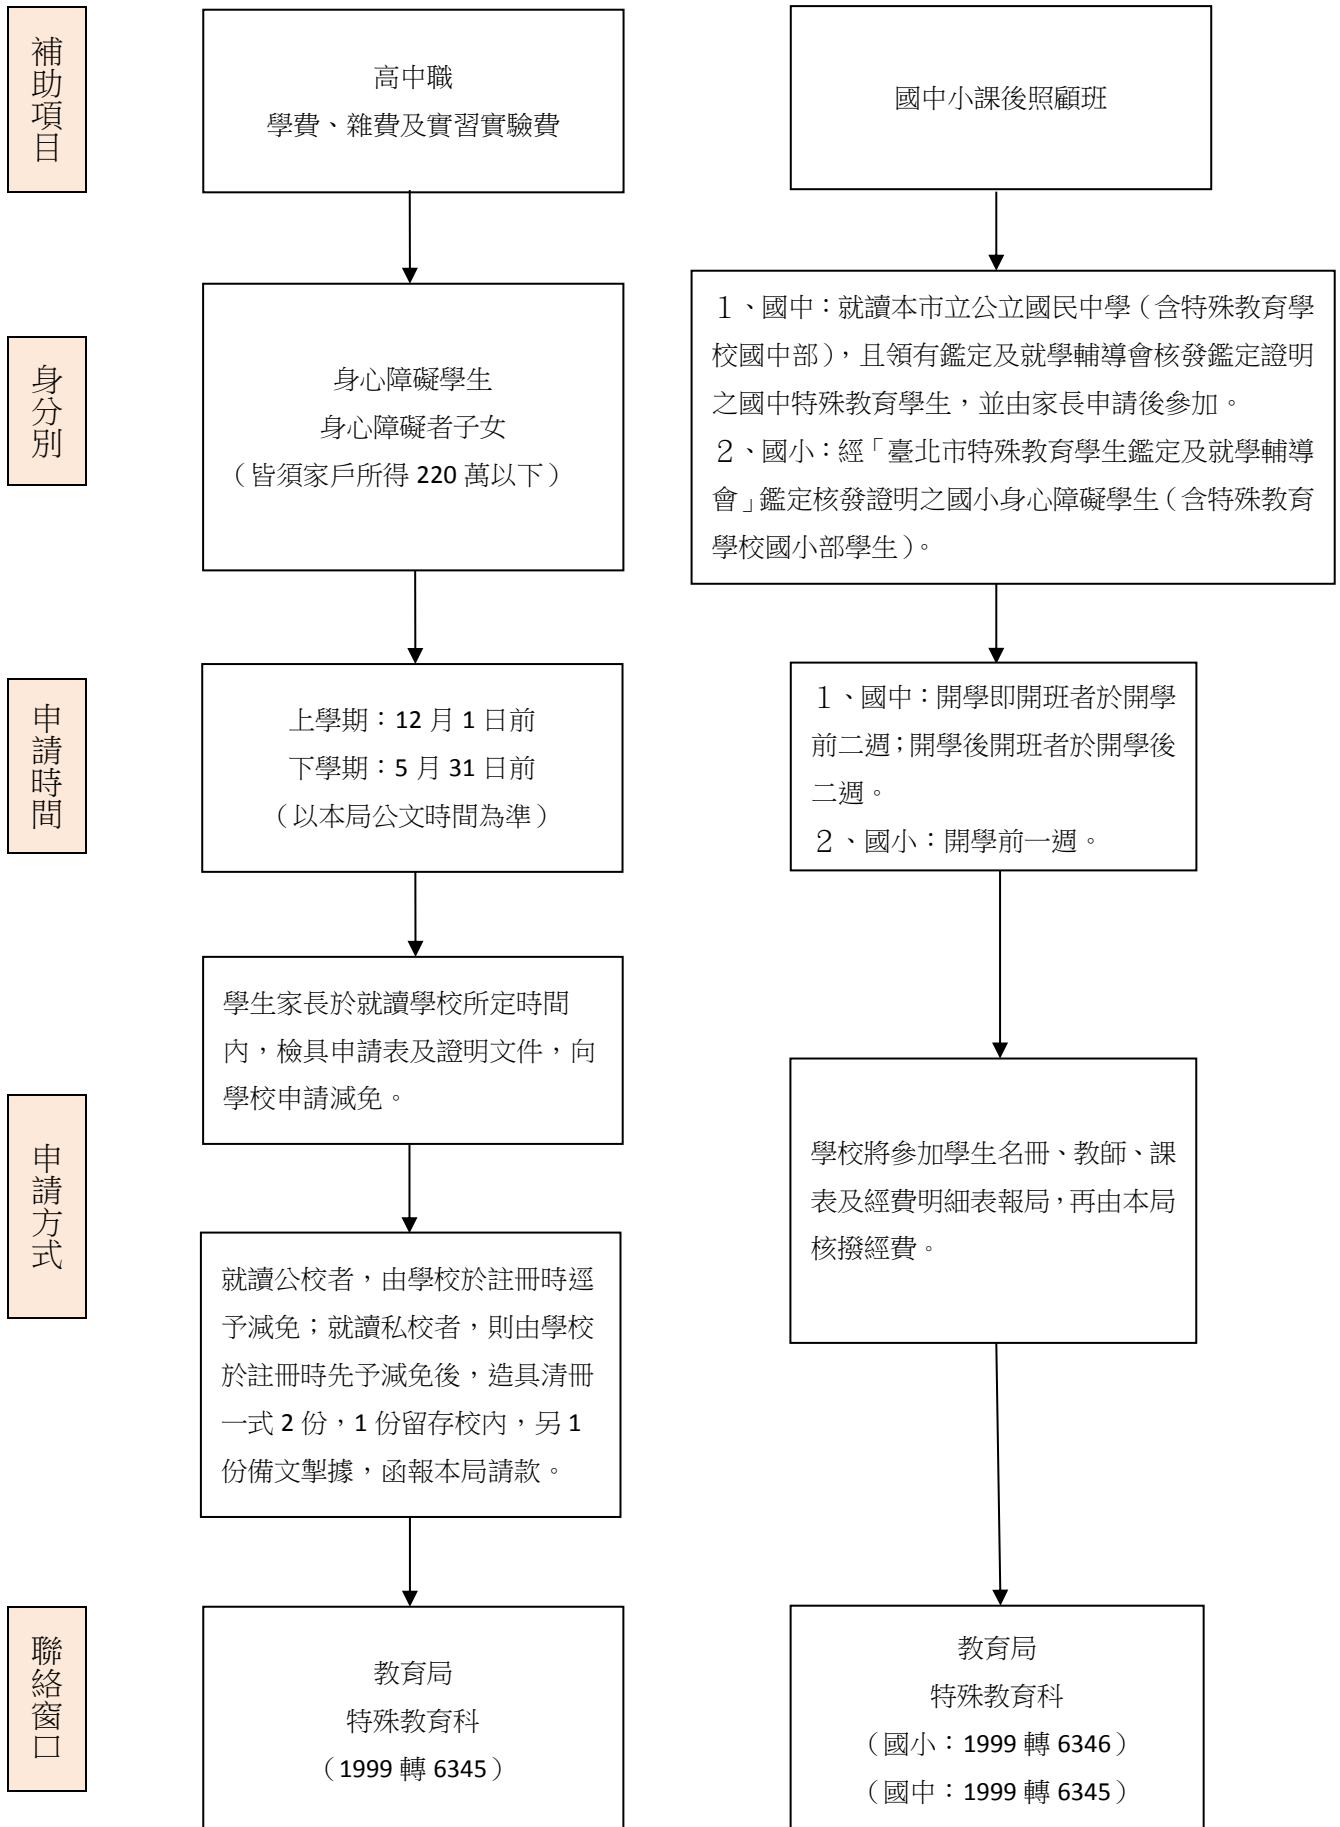 補助項目
高中職
學費、雜費及實習實驗費
國中小課後照顧班
身分別
身心障礙學生
身心障礙者子女
（皆須家戶所得 220 萬以下）
１、國中：就讀本市立公立國民中學（含特殊教育學
校國中部），且領有鑑定及就學輔導會核發鑑定證明
之國中特殊教育學生，並由家長申請後參加。
２、國小：經「臺北市特殊教育學生鑑定及就學輔導
會」鑑定核發證明之國小身心障礙學生（含特殊教育
學校國小部學生）。
申請時間
上學期：12 月 1 日前
下學期：5 月 31 日前
（以本局公文時間為準）
１、國中：開學即開班者於開學
前二週；開學後開班者於開學後
二週。
２、國小：開學前一週。
申請方式
學生家長於就讀學校所定時間
內，檢具申請表及證明文件，向
學校申請減免。
就讀公校者，由學校於註冊時逕
予減免；就讀私校者，則由學校
於註冊時先予減免後，造具清冊
一式 2 份，1 份留存校內，另 1
份備文掣據，函報本局請款。
學校將參加學生名冊、教師、課
表及經費明細表報局，再由本局
核撥經費。
聯絡窗口
教育局
特殊教育科
（1999 轉 6345）
教育局
特殊教育科
（國小：1999 轉 6346）
（國中：1999 轉 6345）